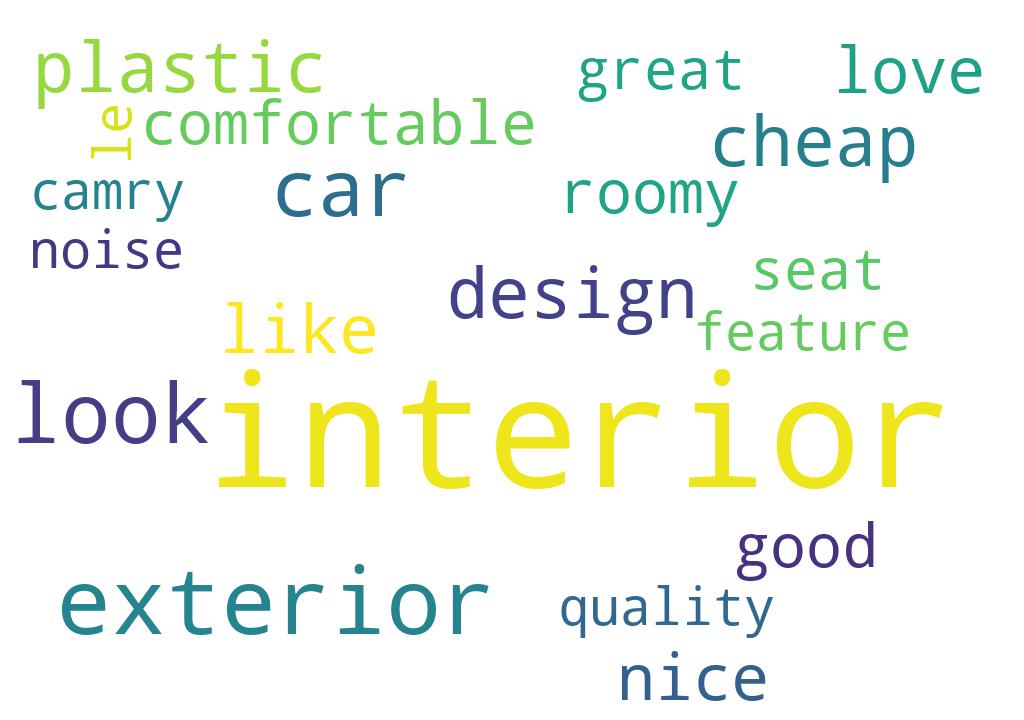 plastic
great
love
le
comfortable
cheap
camry
car
roomy
noise
design
seat
like
feature
look
interior
good
exterior
quality
nice